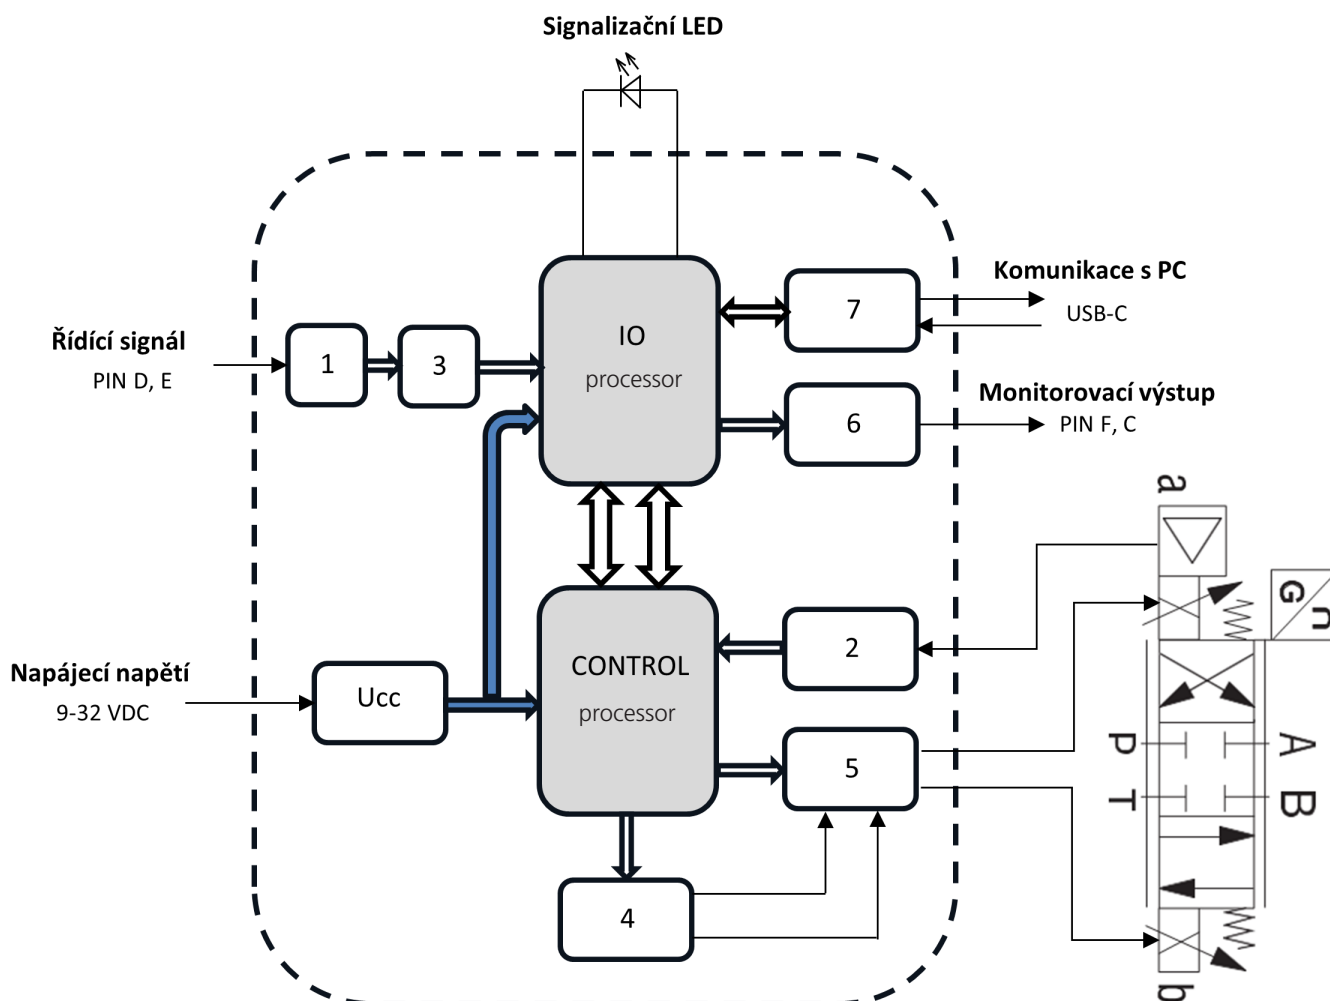 Signalizační LED
Komunikace s PC
USB-C
7
IO
processor
Řídící signál
PIN D, E
1
3
Monitorovací výstup
PIN F, C
6
a
G
n
2
CONTROL
processor
Napájecí napětí
9-32 VDC
Ucc
5
P
A
T
B
4
b